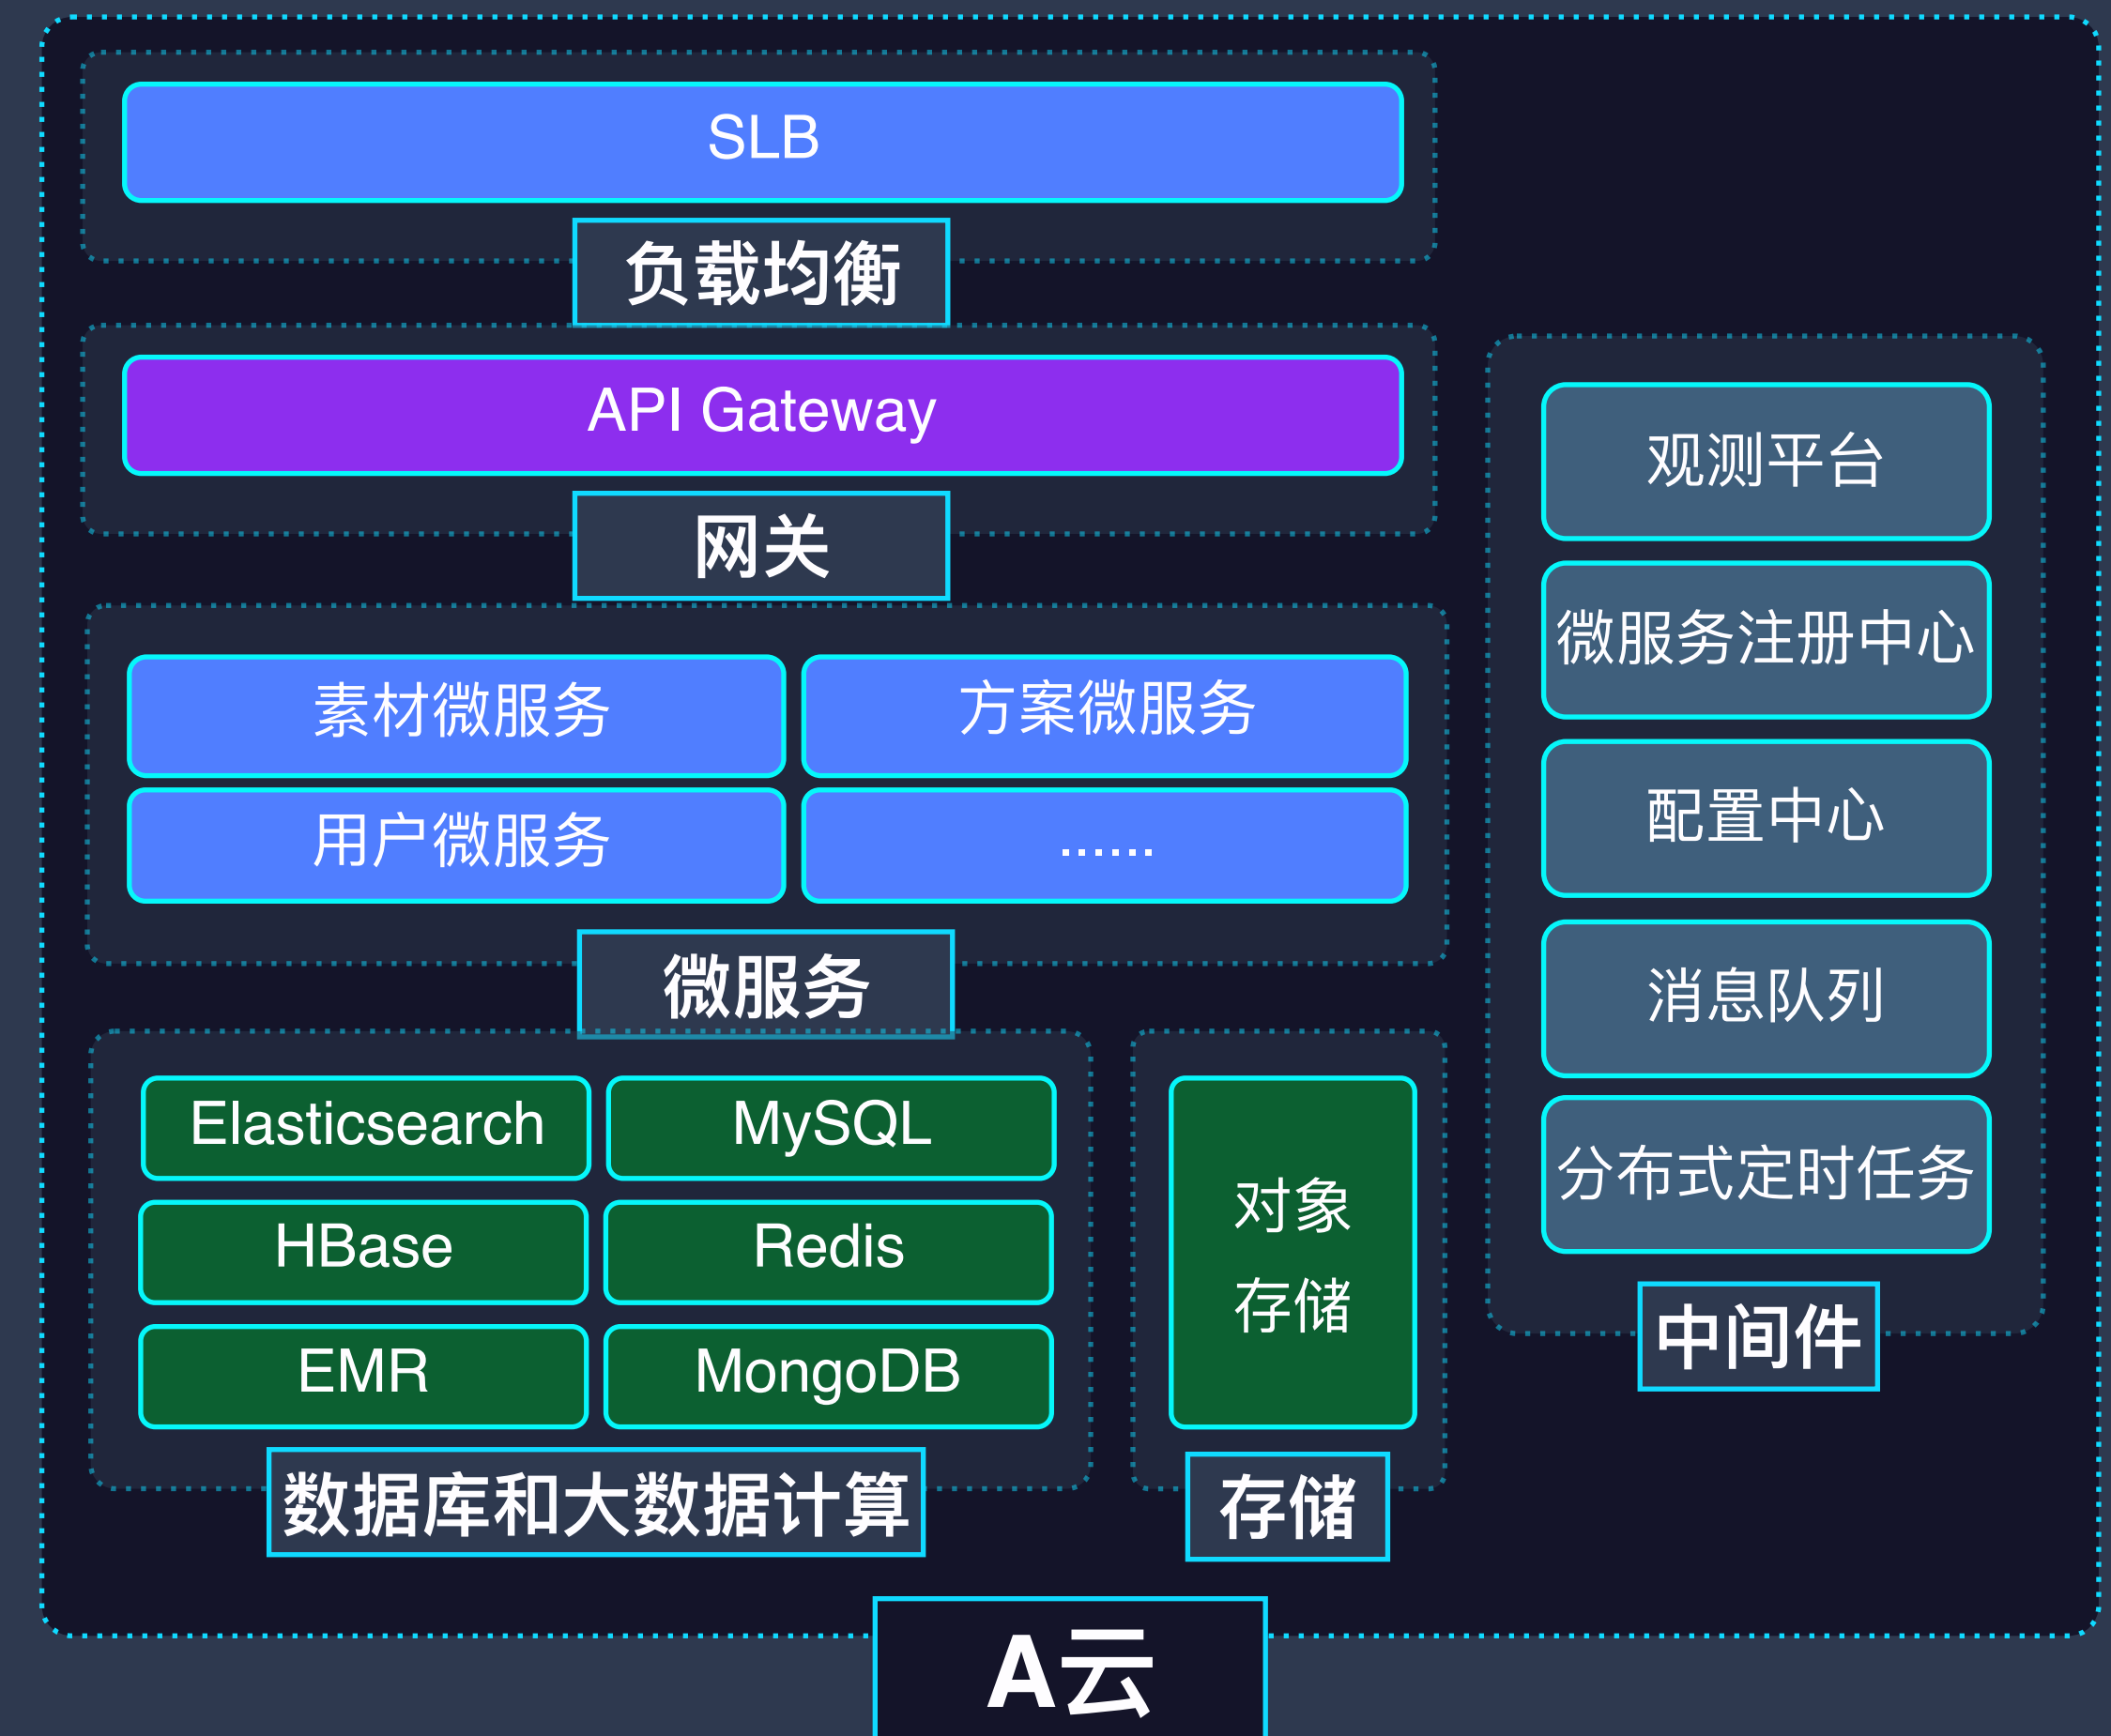 SLB
负载均衡
API Gateway
网关
素材微服务
方案微服务
用户微服务
......
微服务
Elasticsearch
MySQL
HBase
Redis
EMR
MongoDB
数据库和大数据计算
对象
存储
存储
观测平台
微服务注册中心
配置中心
消息队列
分布式定时任务
中间件
A云